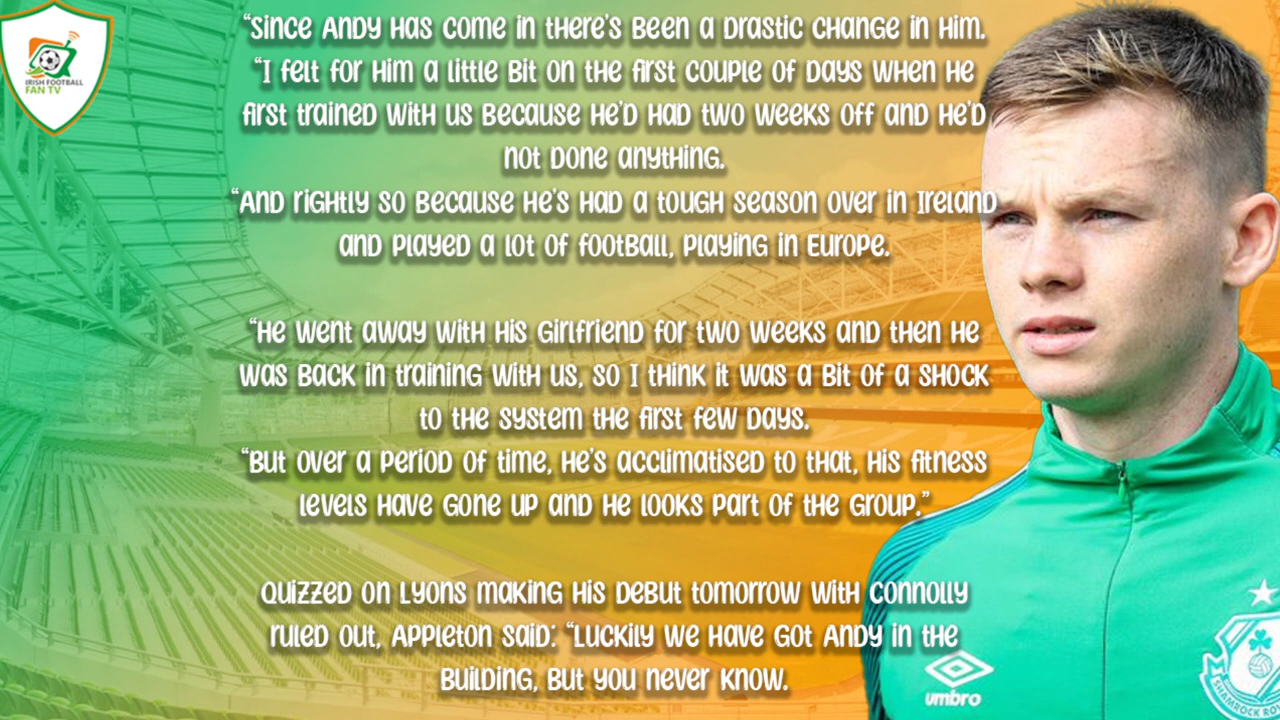 IRISH FOOTBALL
FAN TV
“Since Andy has come in there's been a drastic change in him.
“I felt for him a little bit on the first couple of days when he
first trained with us because he'd had two weeks off and he'd
not done anything.
“And rightly so because he's had a tough season over in Ireland
and played a lot of football, playing in Europe.
“He went away with his girlfriend for two weeks and then he
was back in training with us, so I think it was a bit of a shock
to the system the first few days.
“But over a period of time, he's acclimatised to that, his fitness
levels have gone up and he looks part of the group.”
Quizzed on Lyons making his debut tomorrow with Connolly
ruled out, Appleton said: “Luckily we have got Andy in the
building, but you never know.
umbro
SHAMROCK RO